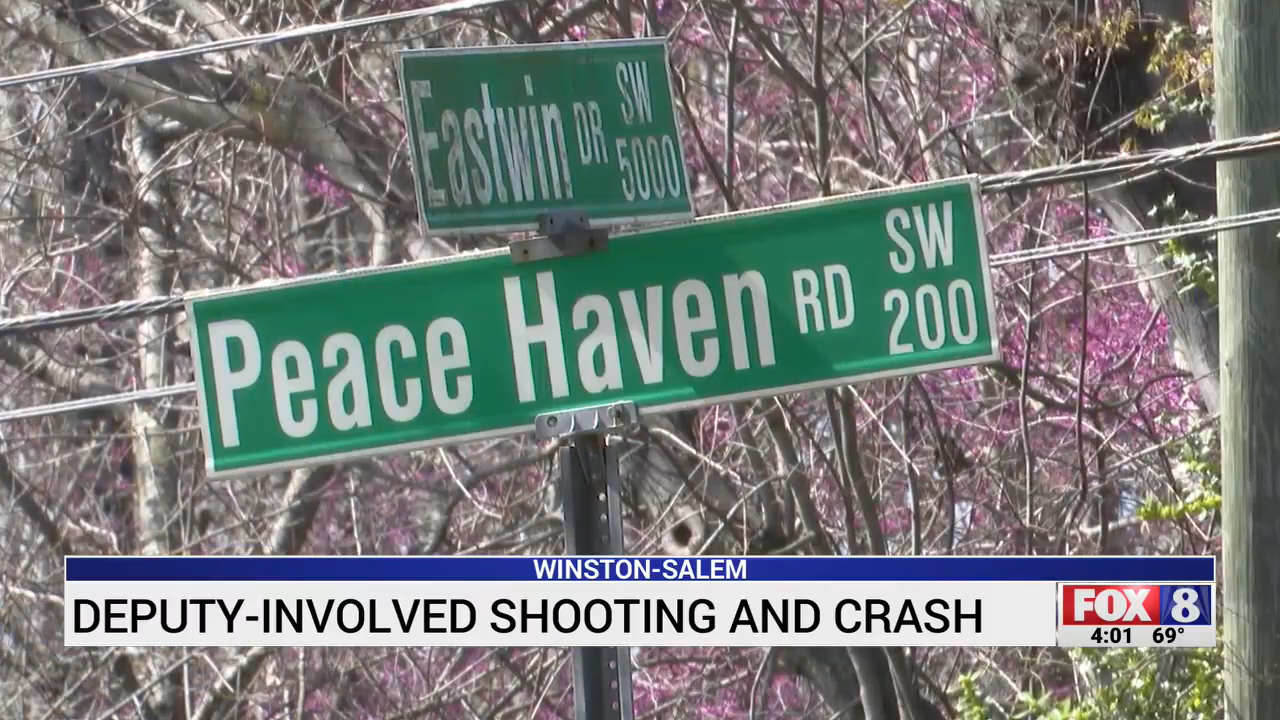 Eastwin DR SW 5000
Peace Haven RD SW 200
WINSTON-SALEM
DEPUTY-INVOLVED SHOOTING AND CRASH
FOX 8
4:01 69°